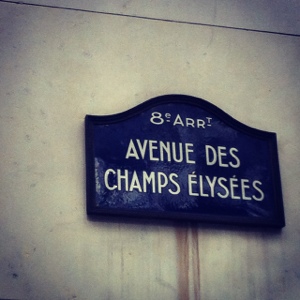 8e Arrt
AVENUE DES
CHAMPS ÉLYSÉES